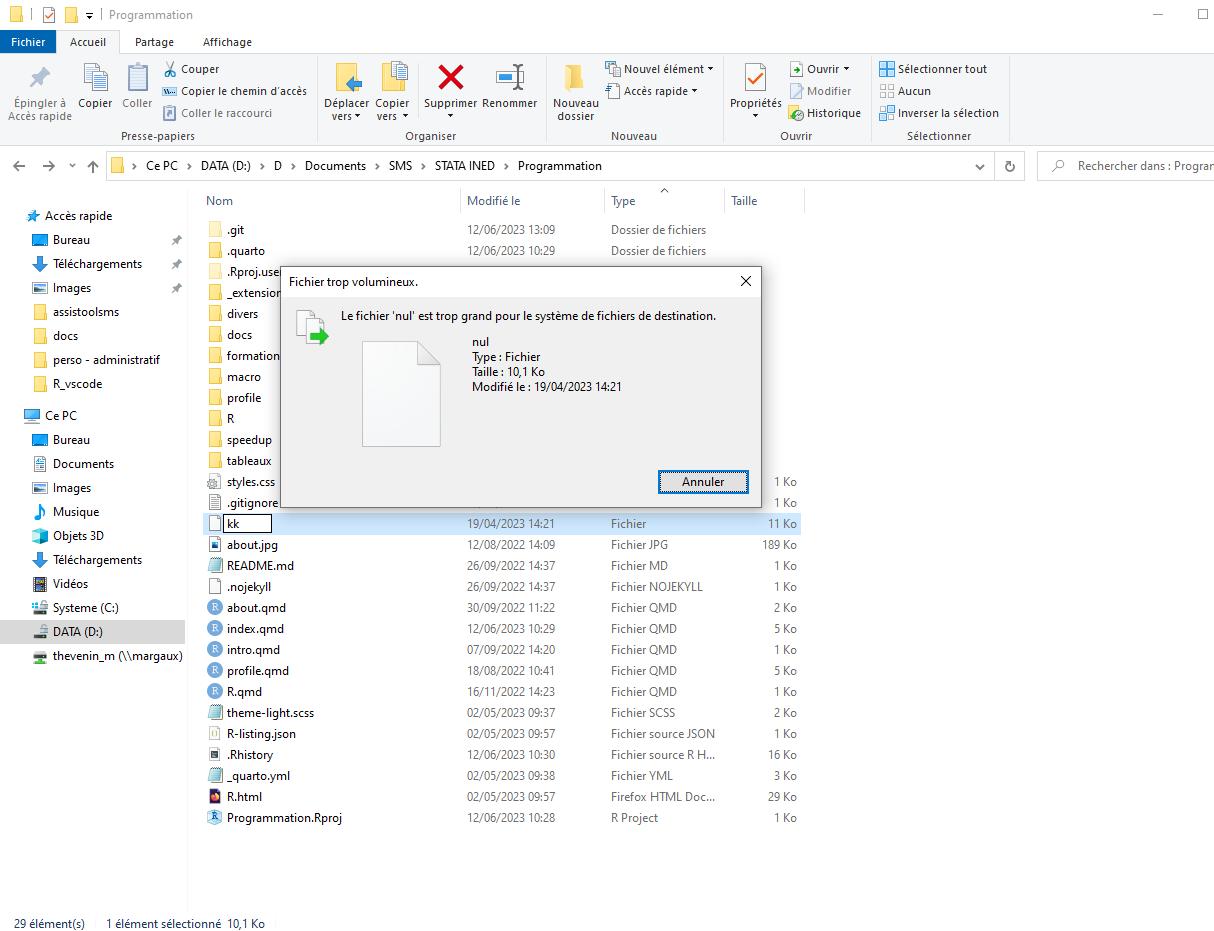 Programmation
Fichier Accueil Partage Affichage
Épingler à Accès rapide
Copier
Coller
Couper
Copier le chemin d'accès
Coller le raccourci
Presse-papiers
Déplacer vers
Copier vers
Supprimer
Renommer
Organiser
Nouveau dossier
Nouvel élément
Accès rapide
Nouveau
Propriétés
Ouvrir
Modifier
Historique
Ouvrir
Sélectionner tout
Aucun
Inverser la sélection
Sélectionner
Ce PC > DATA (D:) > D > Documents > SMS > STATA INED > Programmation
Rechercher dans : Progran
Accès rapide
Bureau
Téléchargements
Images
assistoolsms
docs
perso - administratif
R_vscode
Ce PC
Bureau
Documents
Images
Musique
Objets 3D
Téléchargements
Vidéos
Systeme (C:)
DATA (D:)
thevenin_m (\\margaux)
Nom Modifié le Type Taille
.git 12/06/2023 13:09 Dossier de fichiers
.quarto 12/06/2023 10:29 Dossier de fichiers
.Rproj.use
_extension
divers
docs
formation
macro
profile
R
speedup
tableaux
styles.css 1 Ko
.gitignore 1 Ko
kk 19/04/2023 14:21 Fichier 11 Ko
about.jpg 12/08/2022 14:09 Fichier JPG 189 Ko
README.md 26/09/2022 14:37 Fichier MD 1 Ko
.nojekyll 26/09/2022 14:37 Fichier NOJEKYLL 1 Ko
about.qmd 30/09/2022 11:22 Fichier QMD 2 Ko
index.qmd 12/06/2023 10:29 Fichier QMD 5 Ko
intro.qmd 07/09/2022 14:20 Fichier QMD 1 Ko
profile.qmd 18/08/2022 10:41 Fichier QMD 5 Ko
R.qmd 16/11/2022 14:23 Fichier QMD 1 Ko
theme-light.scss 02/05/2023 09:37 Fichier SCSS 2 Ko
R-listing.json 02/05/2023 09:57 Fichier source JSON 1 Ko
.Rhistory 12/06/2023 10:30 Fichier source R H... 16 Ko
_quarto.yml 02/05/2023 09:38 Fichier YML 3 Ko
R.html 02/05/2023 09:57 Firefox HTML Doc... 29 Ko
Programmation.Rproj 12/06/2023 10:28 R Project 1 Ko
Fichier trop volumineux.
Le fichier 'nul' est trop grand pour le système de fichiers de destination.
nul
Type : Fichier
Taille : 10,1 Ko
Modifié le : 19/04/2023 14:21
Annuler
29 élément(s) 1 élément sélectionné 10,1 Ko